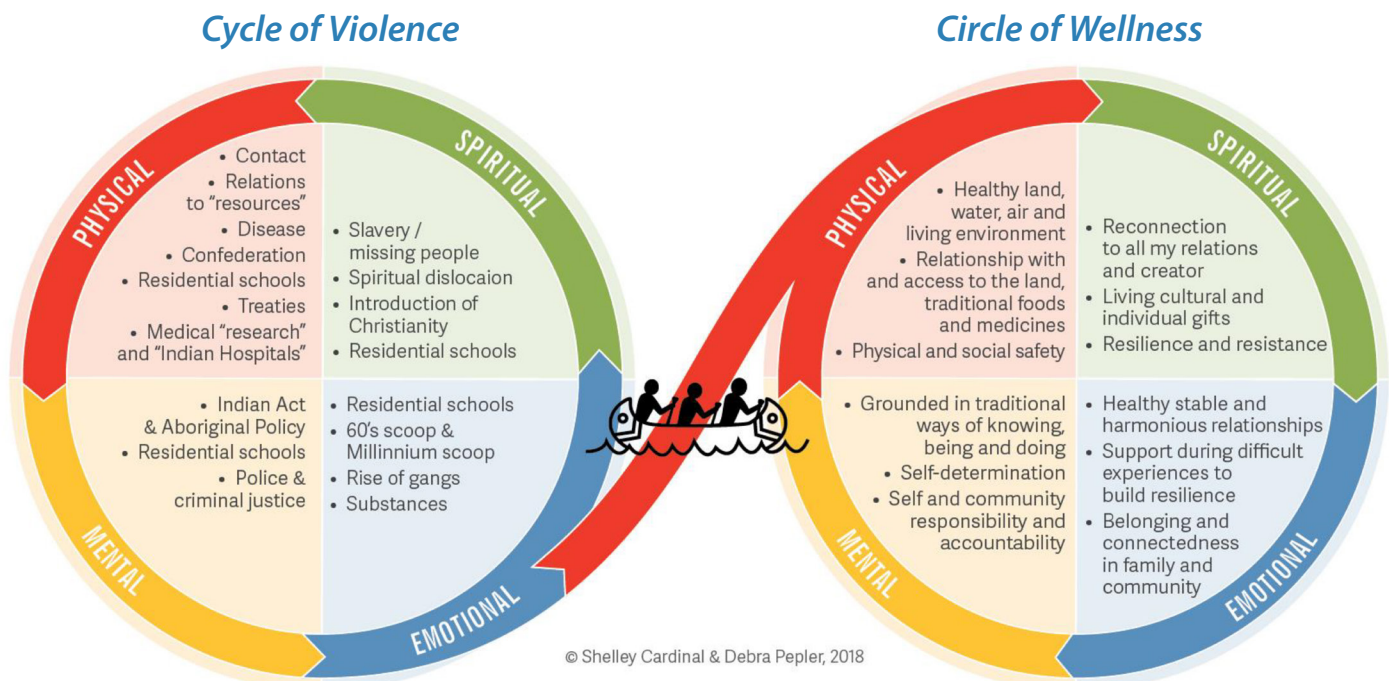 Cycle of Violence
PHYSICAL
• Contact
• Relations
to “resources”
• Disease
• Confederation
• Residential schools
• Treaties
• Medical “research”
and “Indian Hospitals”
SPIRITUAL
• Slavery /
missing people
• Spiritual dislocaion
• Introduction of
Christianity
• Residential schools
MENTAL
• Indian Act
& Aboriginal Policy
• Residential schools
• Police &
criminal justice
EMOTIONAL
• Residential schools
• 60's scoop &
Millinnium scoop
• Rise of gangs
• Substances
Circle of Wellness
PHYSICAL
• Healthy land,
water, air and
living environment
• Relationship with
and access to the land,
traditional foods
and medicines
• Physical and social safety
SPIRITUAL
• Reconnection
to all my relations
and creator
• Living cultural and
individual gifts
• Resilience and resistance
MENTAL
• Grounded in traditional
ways of knowing,
being and doing
• Self-determination
• Self and community
responsibility and
accountability
EMOTIONAL
• Healthy stable and
harmonious relationships
• Support during difficult
experiences to
build resilience
• Belonging and
connectedness
in family and
community
© Shelley Cardinal & Debra Pepler, 2018